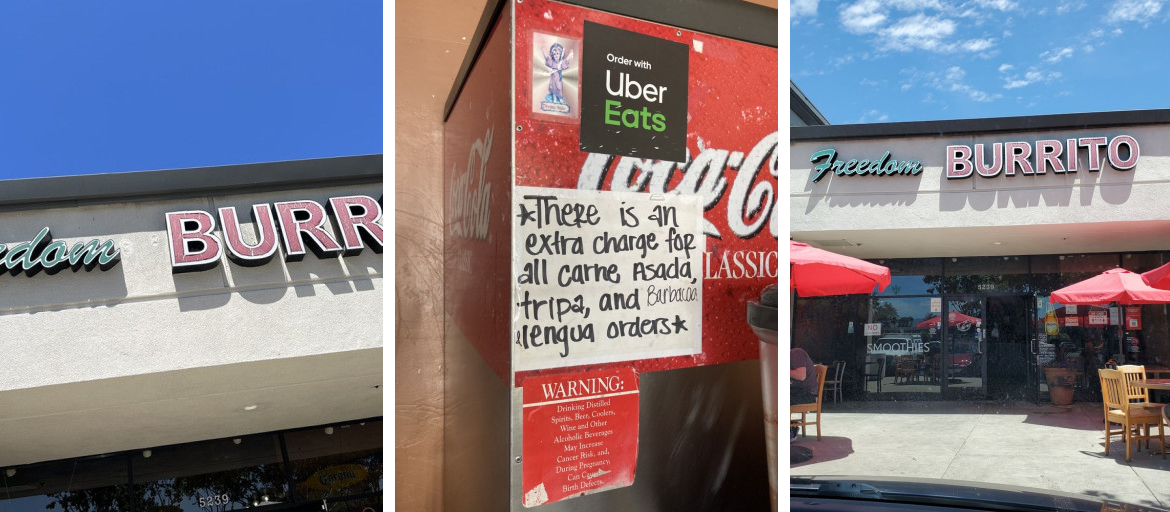 edom BURR
5239
Order with
Uber
Eats
Coca-C
LASSIC
*There is an
extra charge for
all carne Asada,
tripa, and Barbacoa
lengua orders*
WARNING:
Drinking Distilled
Spirits, Beer, Coolers,
Wine and Other
Alcoholic Beverages
May Increase
Cancer Risk, and,
During Pregnancy,
Can Cause
Birth Defects.
Freedom BURRITO
5239
NO
SMOOTHIES